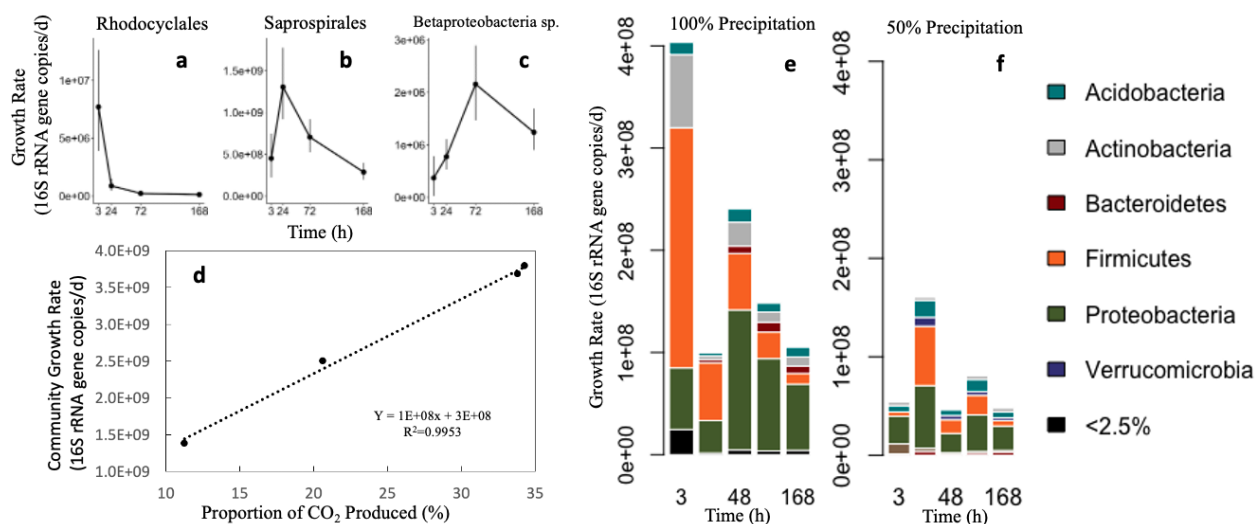 Rhodocyclales
Saprospirales
Betaproteobacteria sp.
Growth Rate
(16S rRNA gene copies/d)
a
1e+07
5e+06
0e+00
3 24 72 168
b
1.5e+09
1.0e+09
5.0e+08
0.0e+00
3 24 72 168
c
3e+06
2e+06
1e+06
0e+00
3 24 72 168
Time (h)
d
Community Growth Rate
(16S rRNA gene copies/d)
4.0E+09
3.5E+09
3.0E+09
2.5E+09
2.0E+09
1.5E+09
1.0E+09
Y = 1E+08x + 3E+08
R²=0.9953
10 15 20 25 30 35
Proportion of CO₂ Produced (%)
100% Precipitation
e
Growth Rate (16S rRNA gene copies/d)
4e+08
3e+08
2e+08
1e+08
0e+00
3 48 168
Time (h)
50% Precipitation
f
4e+08
3e+08
2e+08
1e+08
0e+00
3 48 168
Time (h)
Acidobacteria
Actinobacteria
Bacteroidetes
Firmicutes
Proteobacteria
Verrucomicrobia
<2.5%